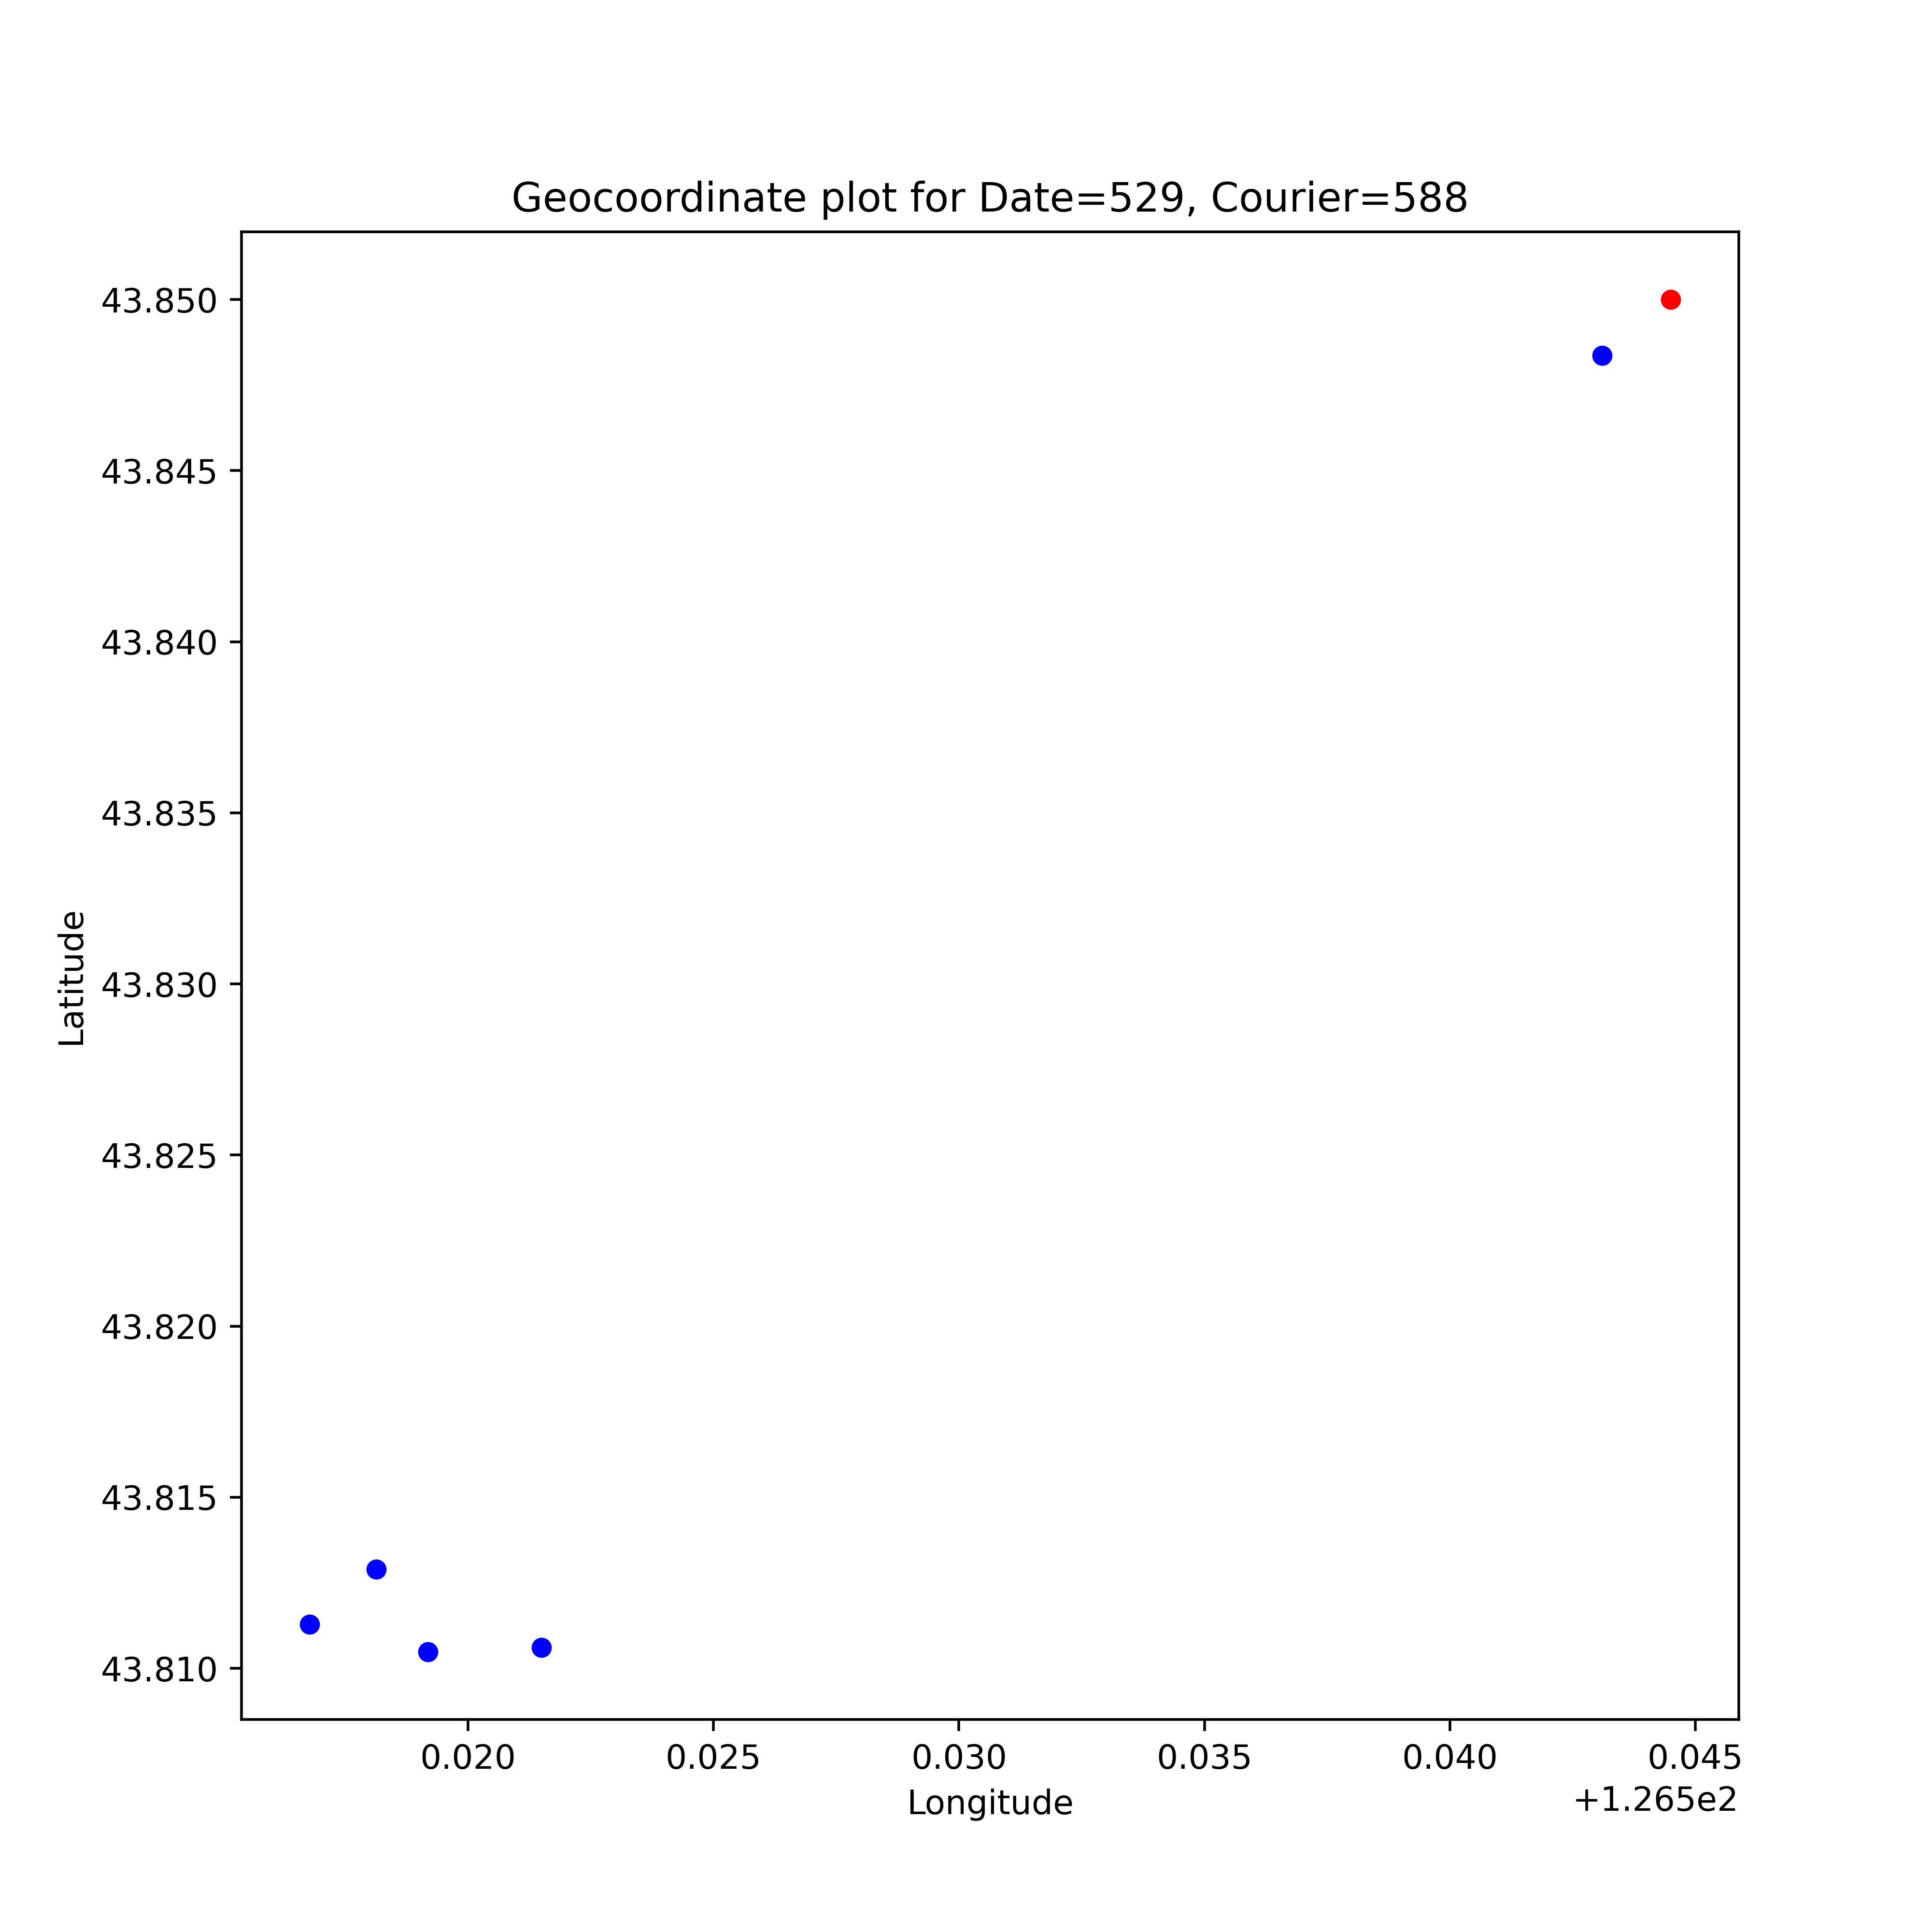 Geocoordinate plot for Date=529, Courier=588
43.850
43.845
43.840
43.835
43.830
43.825
43.820
43.815
43.810
Latitude
0.020 0.025 0.030 0.035 0.040 0.045
+1.265e2
Longitude